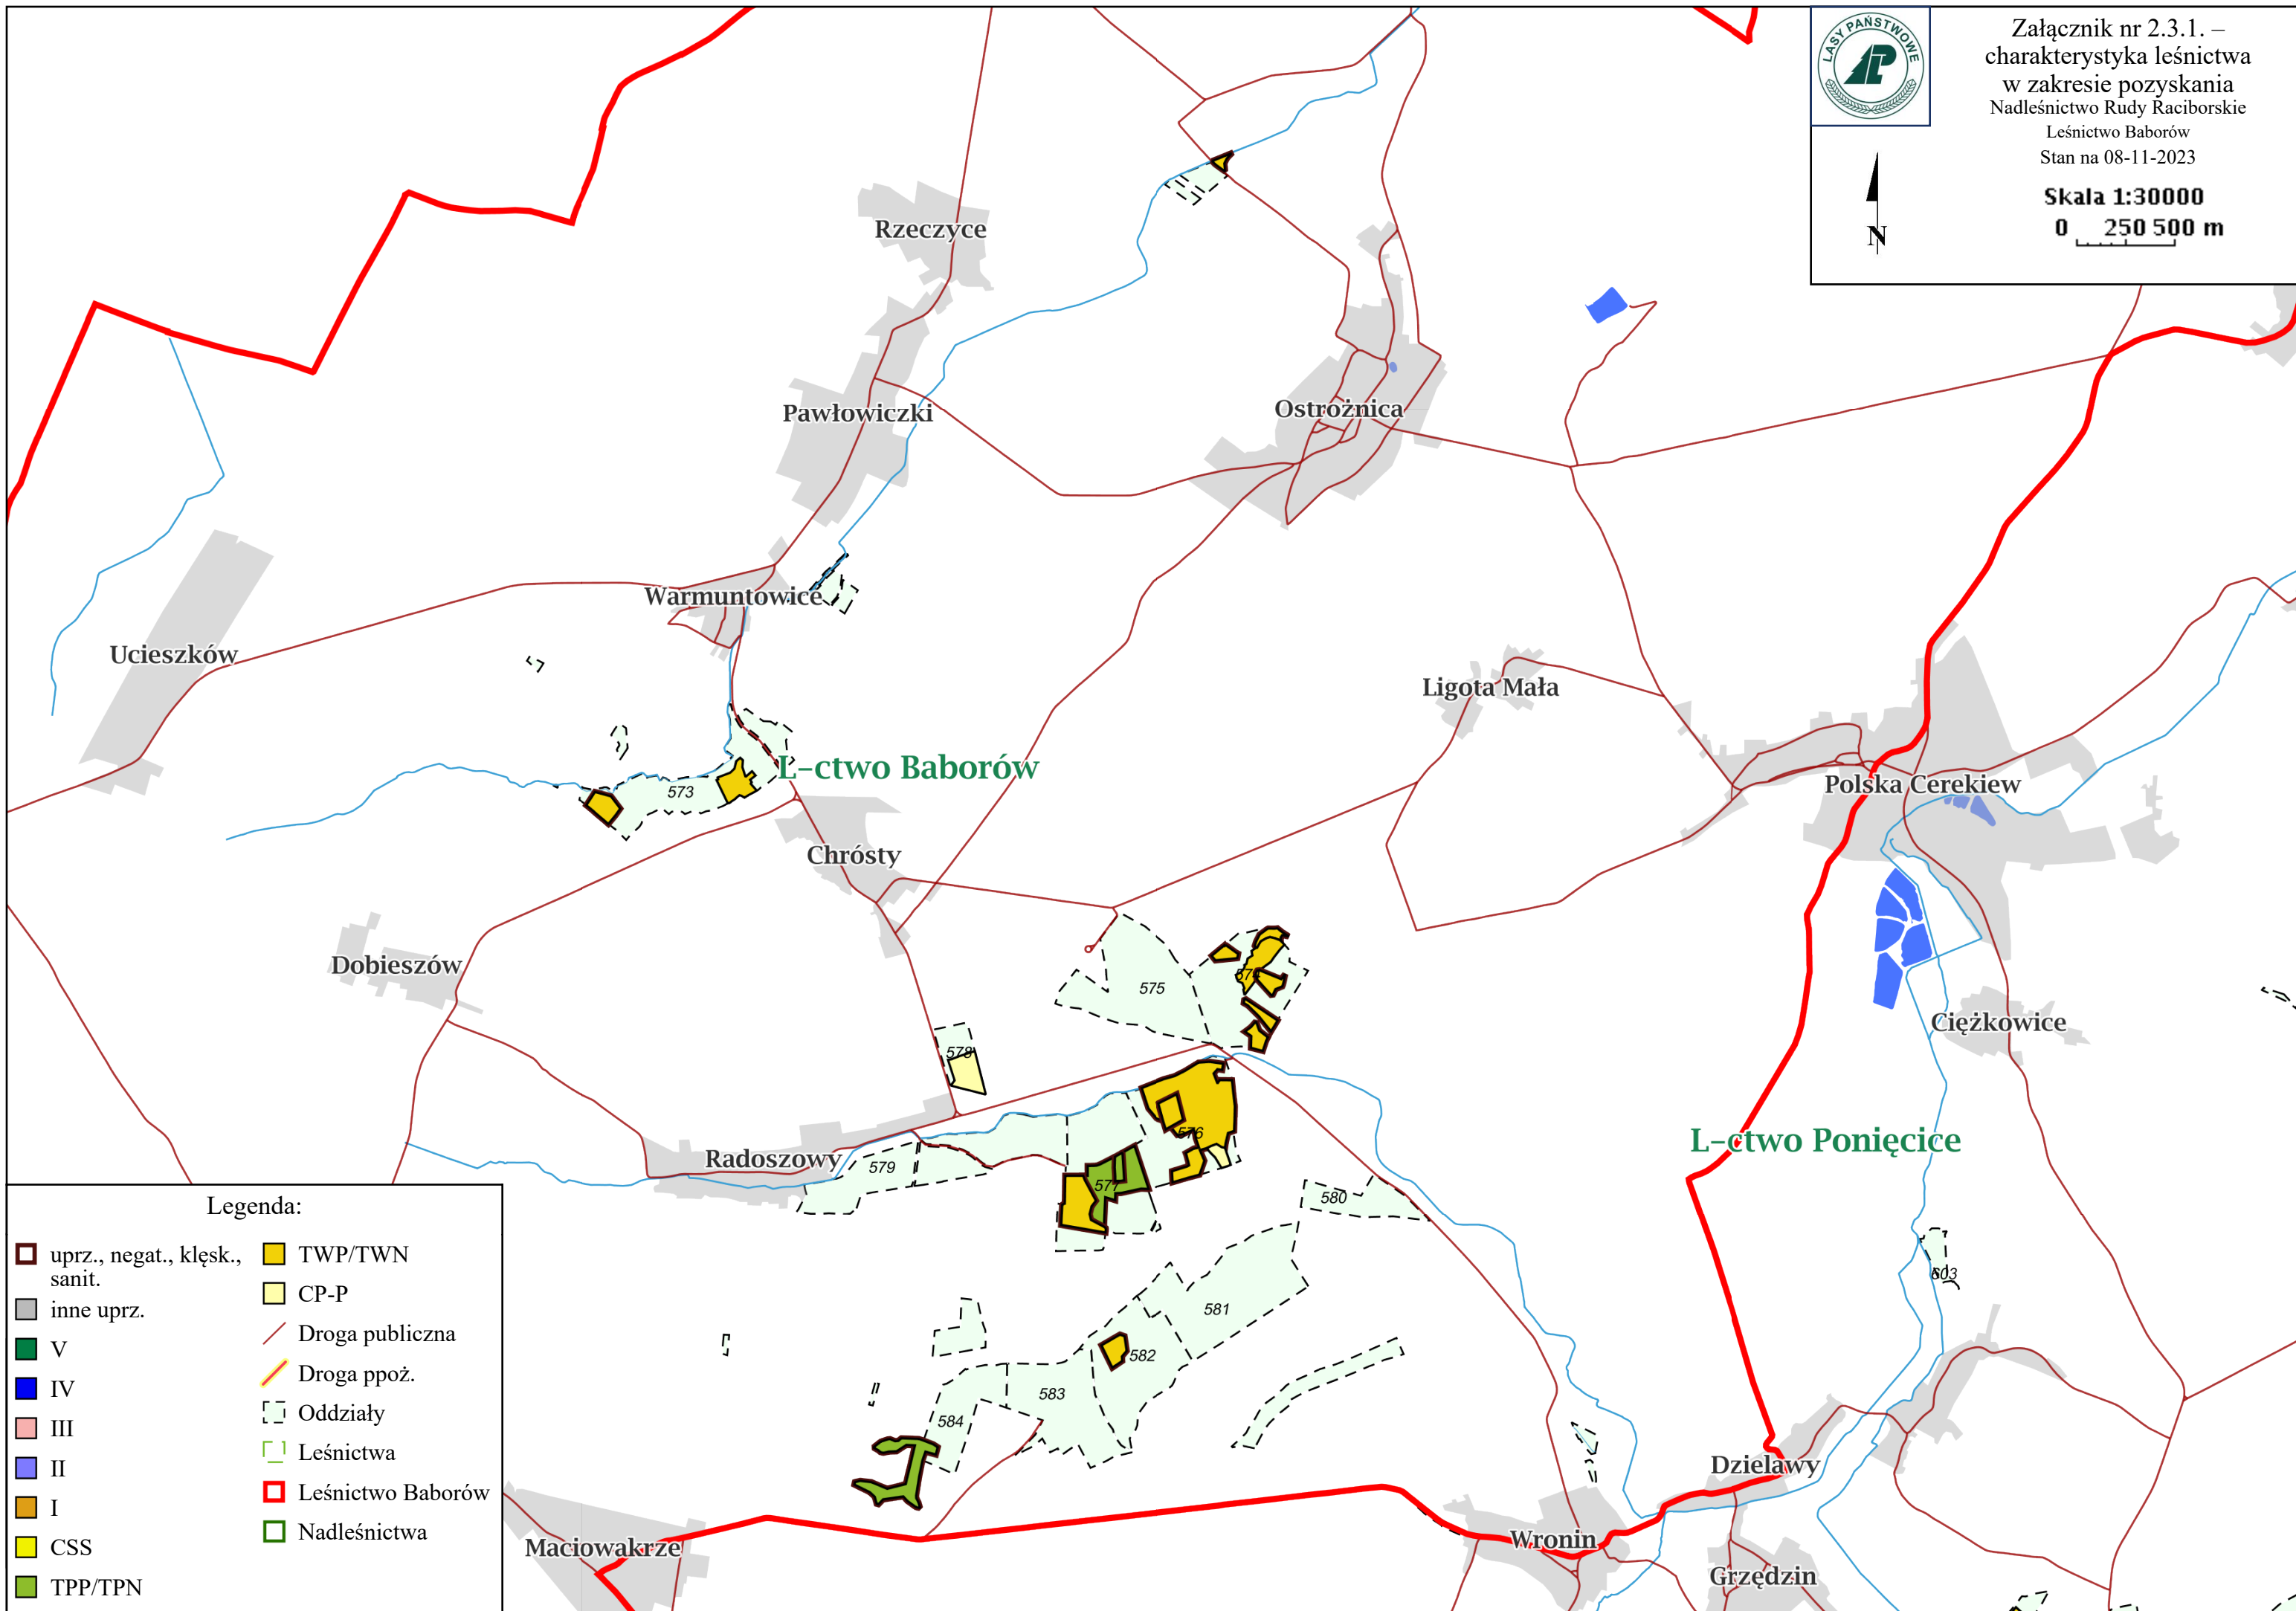 LASY PAŃSTWOWE
LP
Załącznik nr 2.3.1. –
charakterystyka leśnictwa
w zakresie pozyskania
Nadleśnictwo Rudy Raciborskie
Leśnictwo Baborów
Stan na 08-11-2023
Skala 1:30000
0 250 500 m
N
Rzeczyce
Pawłowiczki
Ostrożnica
Warmuntowice
Ucieszków
Ligota Mała
L-ctwo Baborów
573
Polska Cerekiew
Chrósty
Dobieszów
574
575
Ciężkowice
578
576
L-ctwo Ponięcice
Radoszowy
579
577
580
603
581
582
583
584
Dzielawy
Wronin
Maciowakrze
Grzędzin
Legenda:
uprz., negat., klęsk.,
sanit.
inne uprz.
V
IV
III
II
I
CSS
TPP/TPN
TWP/TWN
CP-P
Droga publiczna
Droga ppoż.
Oddziały
Leśnictwa
Leśnictwo Baborów
Nadleśnictwa